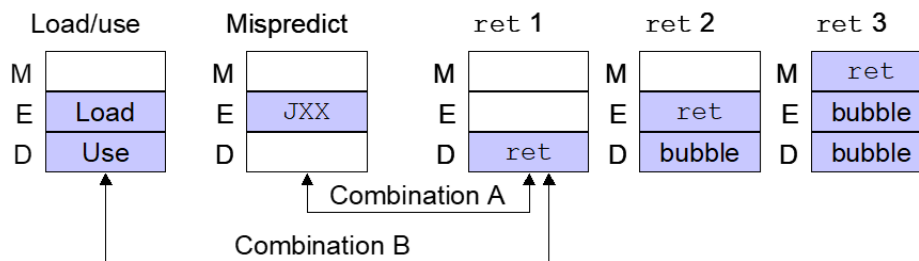 Load/use Mispredict ret 1 ret 2 ret 3
M M M M M ret
E Load E JXX E E ret E bubble
D Use D D ret D bubble D bubble
Combination A
Combination B